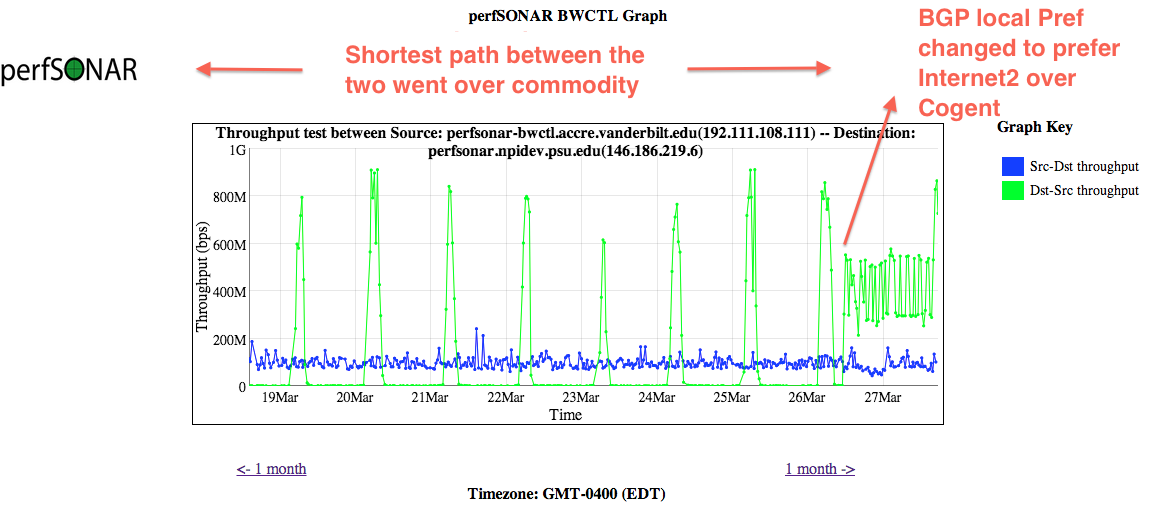 perfSONAR BWCTL Graph
perfSONAR
Shortest path between the
two went over commodity
BGP local Pref
changed to prefer
Internet2 over
Cogent
Throughput test between Source: perfsonar-bwctl.accre.vanderbilt.edu(192.111.108.111) -- Destination:
perfsonar.npidev.psu.edu(146.186.219.6)
Graph Key
Src-Dst throughput
Dst-Src throughput
Throughput (bps)
1G
800M
600M
400M
200M
0
19Mar 20Mar 21Mar 22Mar 23Mar 24Mar 25Mar 26Mar 27Mar
Time
<- 1 month 1 month ->
Timezone: GMT-0400 (EDT)